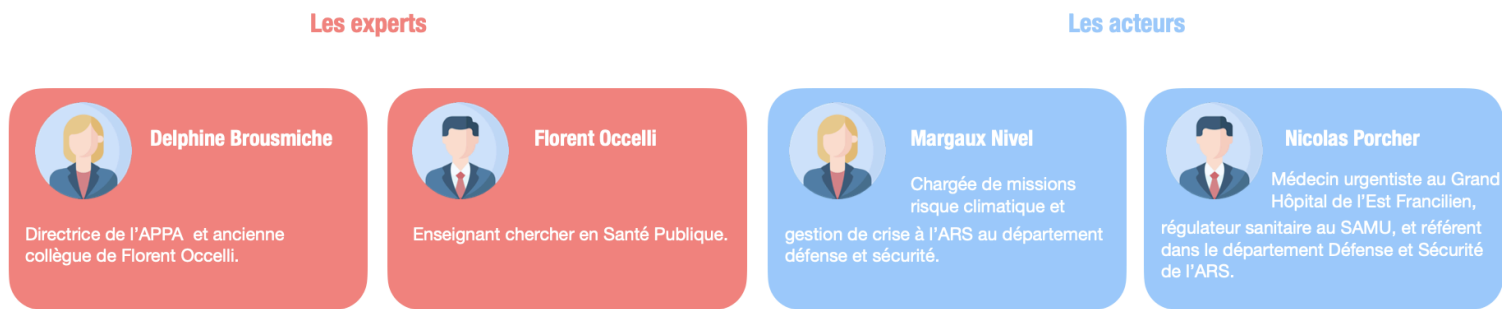 Les experts
Les acteurs
Delphine Brousmiche
Directrice de l'APPA et ancienne
collègue de Florent Occelli.
Florent Occelli
Enseignant chercher en Santé Publique.
Margaux Nivel
Chargée de missions
risque climatique et
gestion de crise à l'ARS au département
défense et sécurité.
Nicolas Porcher
Médecin urgentiste au Grand
Hôpital de l'Est Francilien,
régulateur sanitaire au SAMU, et référent
dans le département Défense et Sécurité
de l'ARS.